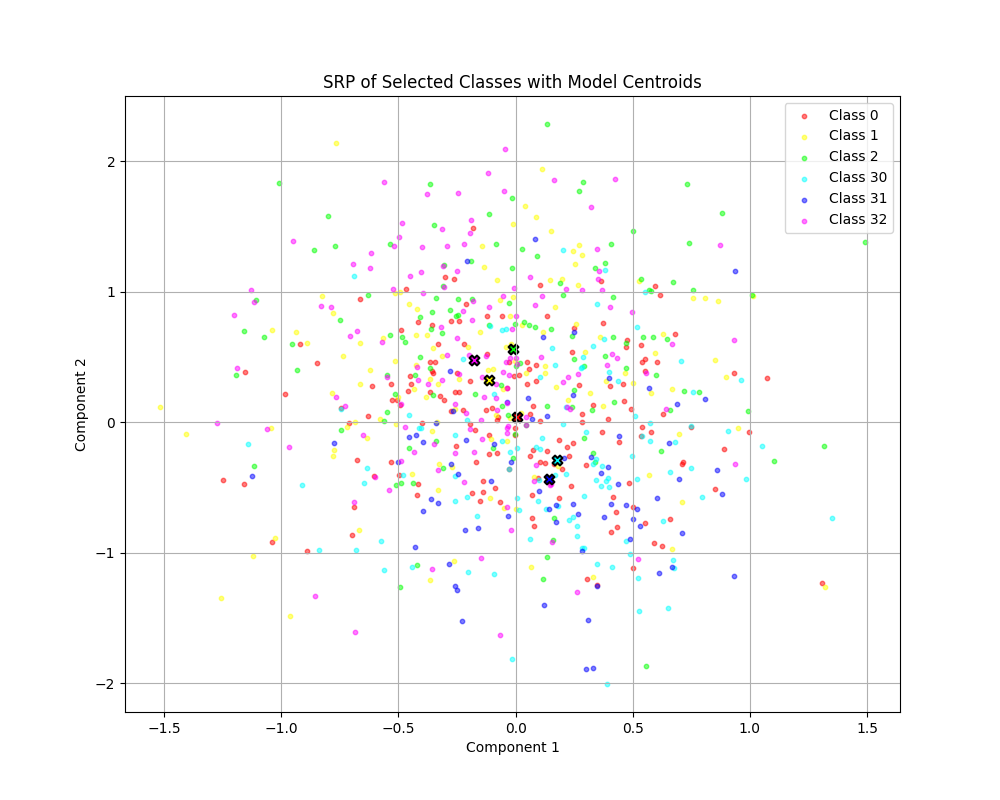 SRP of Selected Classes with Model Centroids
Class 0
Class 1
Class 2
Class 30
Class 31
Class 32
2
1
0
−1
−2
Component 2
−1.5
−1.0
−0.5
0.0
0.5
1.0
1.5
Component 1